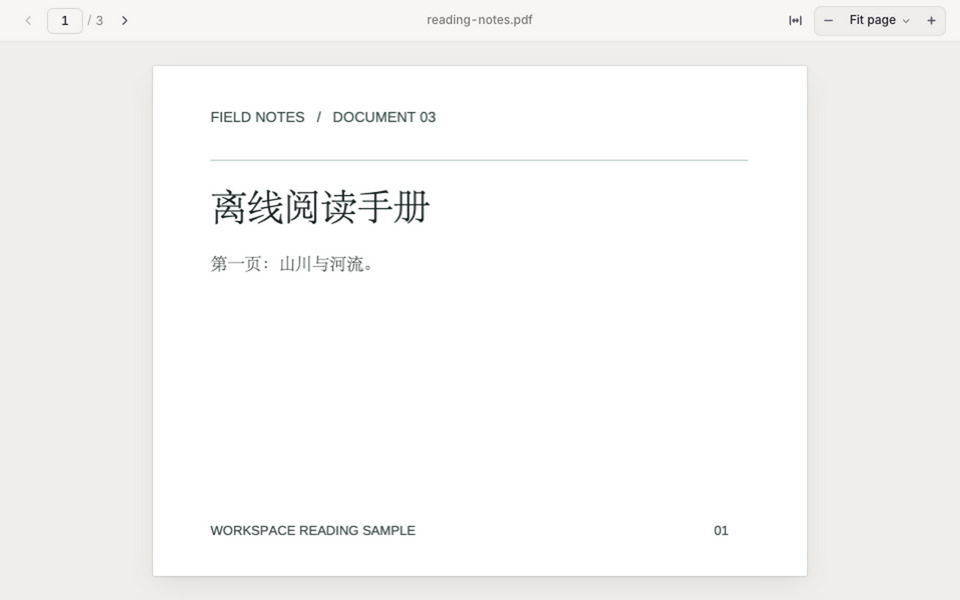 1 / 3
reading-notes.pdf
Fit page
FIELD NOTES / DOCUMENT 03
离线阅读手册
第一页：山川与河流。
WORKSPACE READING SAMPLE
01